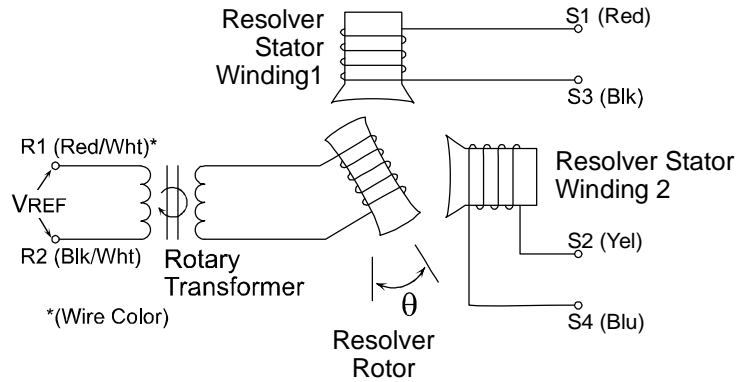 Resolver
Stator
Winding1
S1 (Red)
S3 (Blk)
R1 (Red/Wht)*
VREF
R2 (Blk/Wht)
Rotary
Transformer
*(Wire Color)
θ
Resolver
Rotor
Resolver Stator
Winding 2
S2 (Yel)
S4 (Blu)